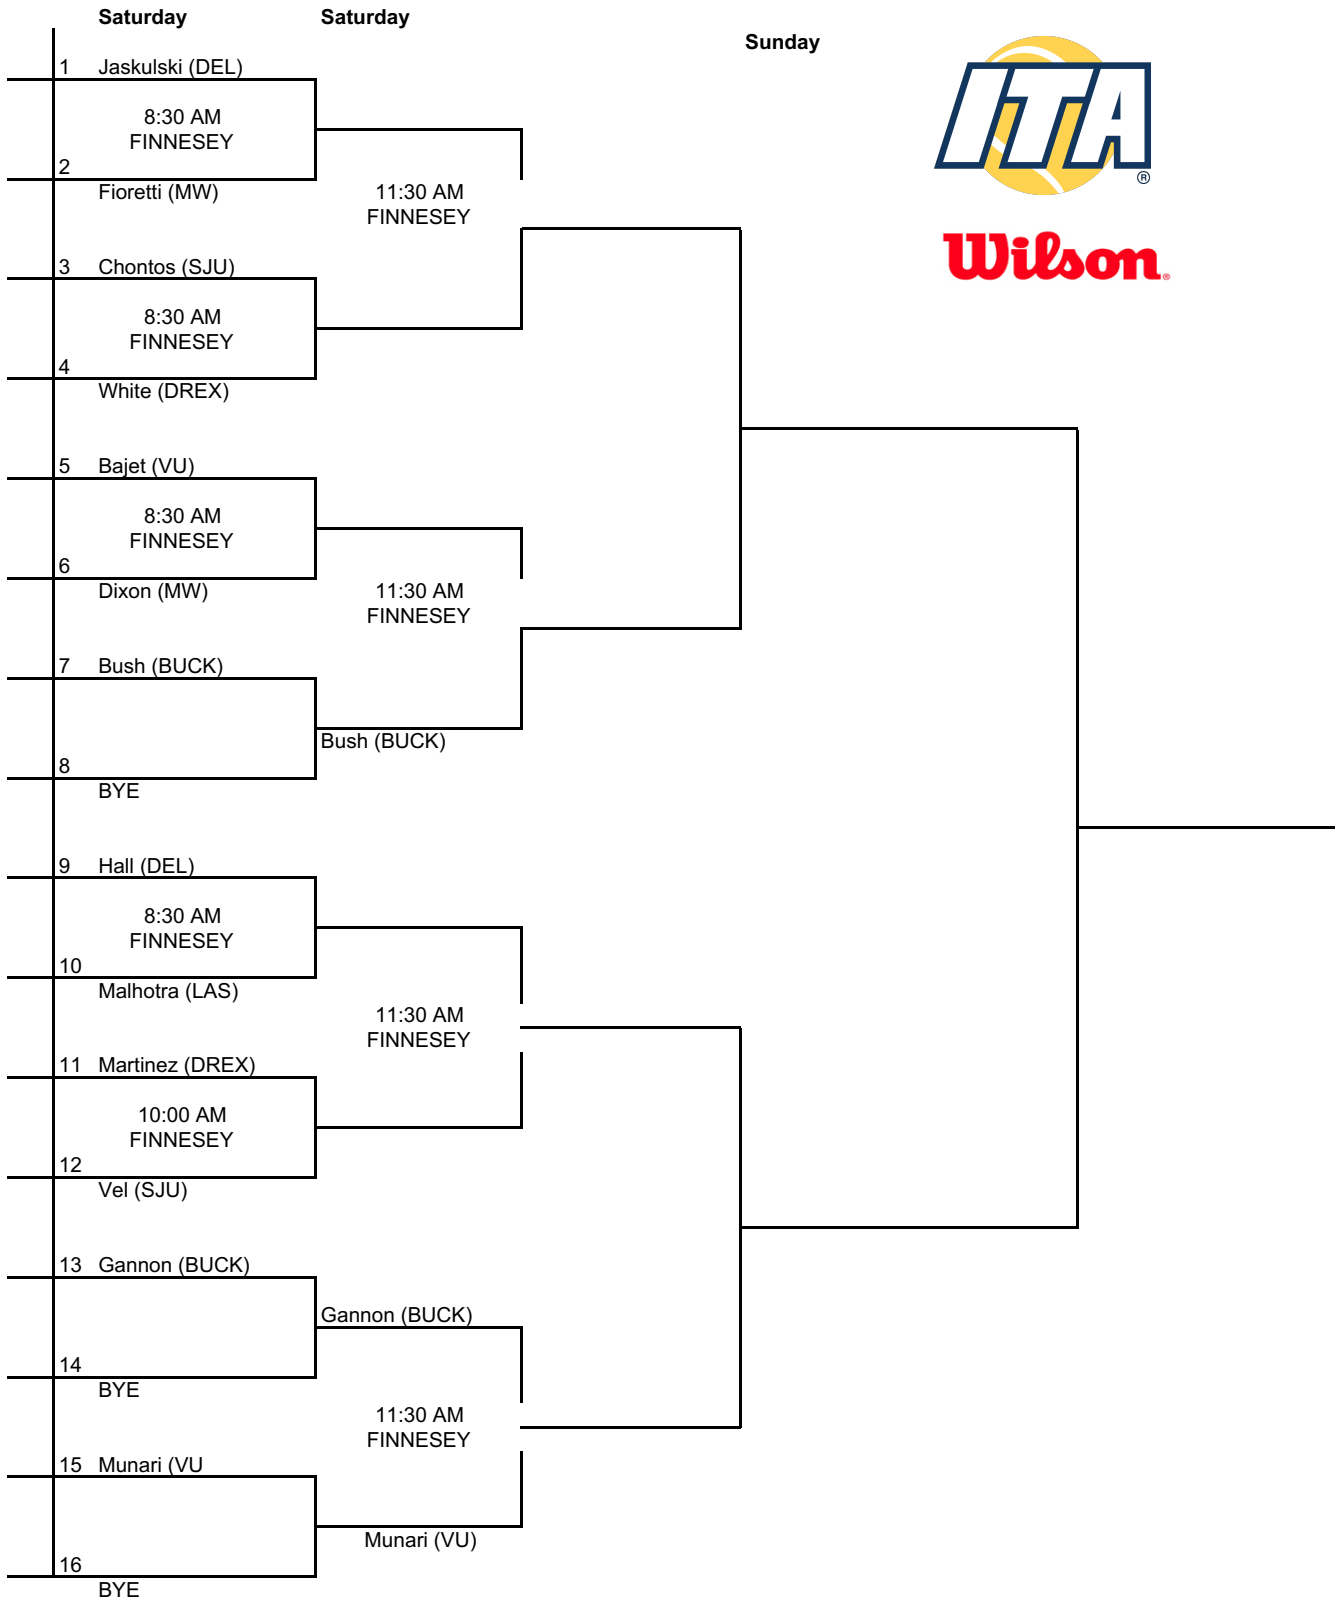 Saturday
Saturday
Sunday
ITA
®
Wilson.
1 Jaskulski (DEL)
8:30 AM
FINNESEY
2
Fioretti (MW)
11:30 AM
FINNESEY
3 Chontos (SJU)
8:30 AM
FINNESEY
4
White (DREX)
5 Bajet (VU)
8:30 AM
FINNESEY
6
Dixon (MW)
11:30 AM
FINNESEY
7 Bush (BUCK)
Bush (BUCK)
8
BYE
9 Hall (DEL)
8:30 AM
FINNESEY
10
Malhotra (LAS)
11:30 AM
FINNESEY
11 Martinez (DREX)
10:00 AM
FINNESEY
12
Vel (SJU)
13 Gannon (BUCK)
Gannon (BUCK)
14
BYE
11:30 AM
FINNESEY
15 Munari (VU
Munari (VU)
16
BYE